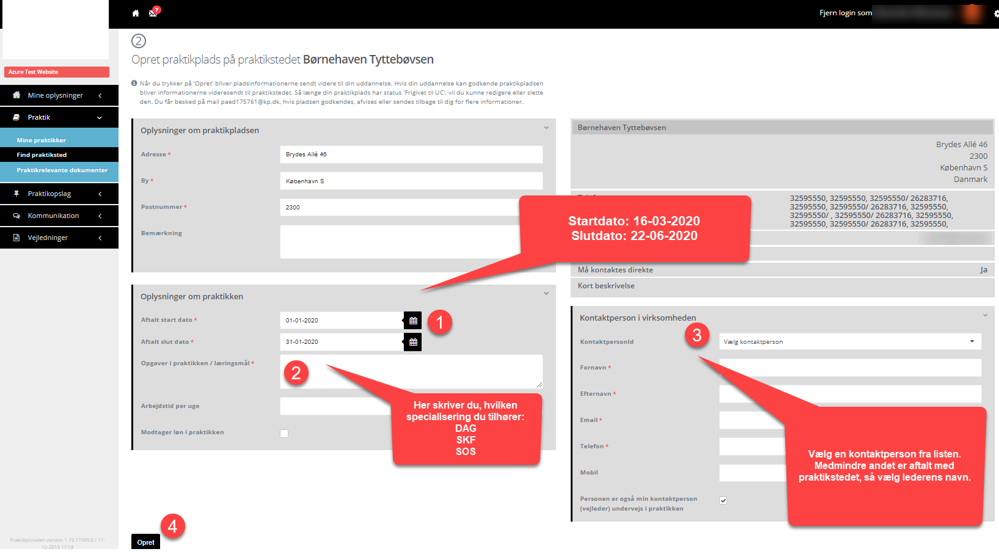 7
Fjern login som
Azure Test Website
Mine oplysninger
Praktik
Mine praktikker
Find praktiksted
Praktikrelevante dokumenter
Praktikopslag
Kommunikation
Vejledninger
Praktikportalen version 1.19.17499.0 / 11-
12-2019 17:18
2
Opret praktikplads på praktikstedet Børnehaven Tyttebøvsen
Når du trykker på 'Opret' bliver pladsinformationerne sendt videre til din uddannelse. Hvis din uddannelse kan godkende praktikpladsen
bliver informationerne videresendt til praktikstedet. Så længe din praktikplads har status 'Frigivet til UC', vil du kunne redigere eller slette
den. Du får besked på mail paed175761@kp.dk, hvis pladsen godkendes, afvises eller sendes tilbage til dig for flere informationer.
Oplysninger om praktikpladsen
Adresse *
Brydes Allé 46
By *
København S
Postnummer *
2300
Bemærkning
Startdato: 16-03-2020
Slutdato: 22-06-2020
Oplysninger om praktikken
Aftalt start dato *
01-01-2020
1
Aftalt slut dato *
31-01-2020
Opgaver i praktikken / læringsmål *
2
Her skriver du, hvilken
specialisering du tilhører:
DAG
SKF
SOS
Arbejdstid per uge
Modtager løn i praktikken
4
Opret
Børnehaven Tyttebøvsen
Brydes Allé 46
2300
København S
Danmark
32595550, 32595550, 32595550/ 26283716,
32595550, 32595550/ 26283716, 32595550,
32595550/ , 32595550/ 26283716, 32595550,
32595550, 32595550/ 26283716, 32595550,
Må kontaktes direkte
Ja
Kort beskrivelse
Kontaktperson i virksomheden
3
KontaktpersonId
Vælg kontaktperson
Fornavn *
Efternavn *
Email *
Telefon *
Mobil
Personen er også min kontaktperson
(vejleder) undervejs i praktikken
Vælg en kontaktperson fra listen.
Medmindre andet er aftalt med
praktikstedet, så vælg lederens navn.